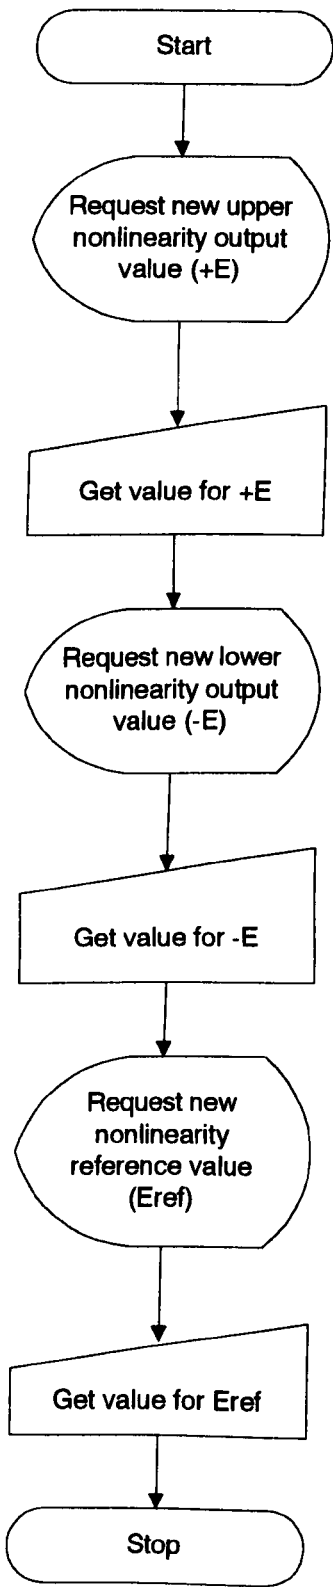 Start
Request new upper
nonlinearity output
value (+E)
Get value for +E
Request new lower
nonlinearity output
value (-E)
Get value for -E
Request new
nonlinearity
reference value
(Eref)
Get value for Eref
Stop